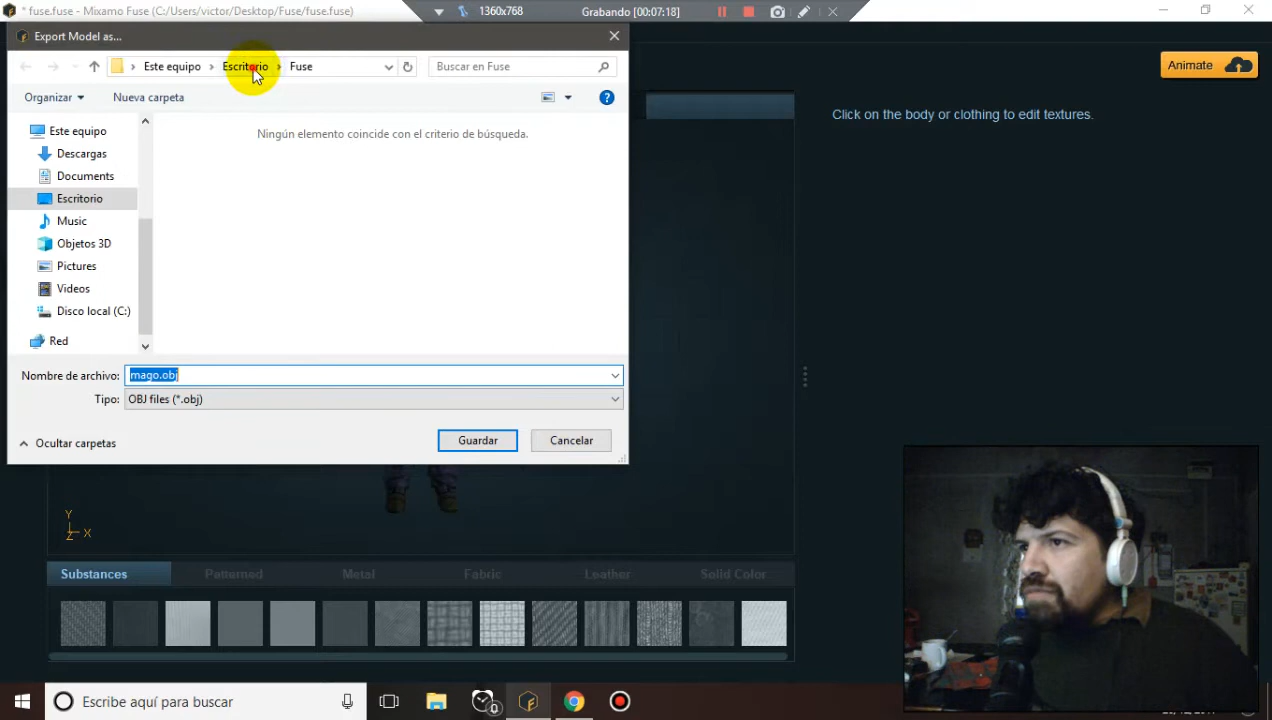 * fuse.fuse - Mixamo Fuse (C:/Users/victor/Desktop/Fuse/fuse.fuse)
1360x768
Grabando [00:07:18]
Export Model as...
Este equipo
Escritorio
Fuse
Buscar en Fuse
Animate
Organizar
Nueva carpeta
Click on the body or clothing to edit textures.
Ningún elemento coincide con el criterio de búsqueda.
Este equipo
Descargas
Documents
Escritorio
Music
Objetos 3D
Pictures
Videos
Disco local (C:)
Red
Nombre de archivo:
mago.obj
Tipo:
OBJ files (*.obj)
Ocultar carpetas
Guardar
Cancelar
Y
Z
X
Substances
Patterned
Metal
Fabric
Leather
Solid Color
Escribe aquí para buscar
0